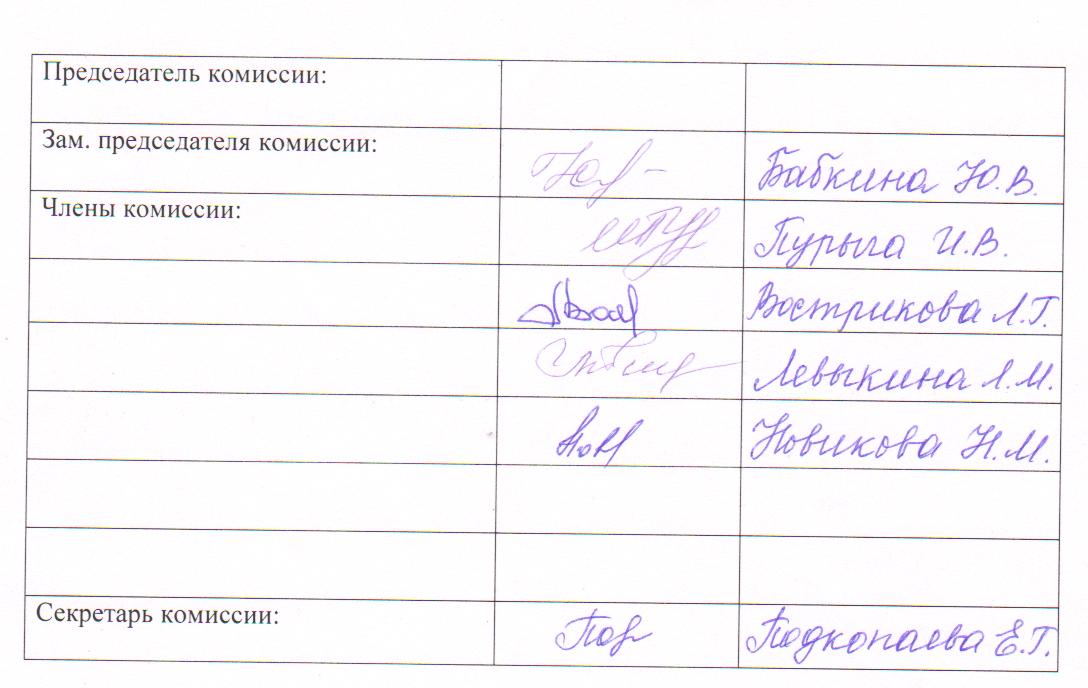 Председатель комиссии:
Зам. председателя комиссии: Бабкина Ю.В.
Члены комиссии: Пурыга И.В.
Вострикова Л.Г.
Левыкина Л.М.
Новикова Н.М.
Секретарь комиссии: Подкопаева Е.Г.